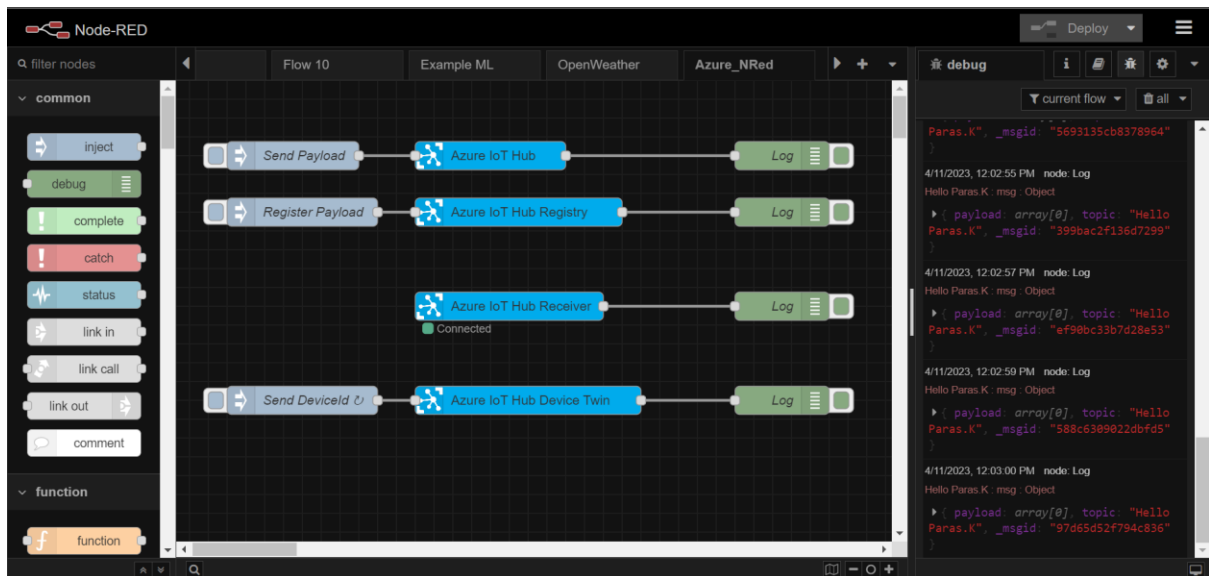 Node-RED
Deploy
filter nodes
Flow 10
Example ML
OpenWeather
Azure_NRed
debug
i
current flow
all
common
inject
debug
complete
catch
status
link in
link call
link out
comment
function
f function
Send Payload
Azure IoT Hub
Log
Register Payload
Azure IoT Hub Registry
Log
Azure IoT Hub Receiver
Log
Connected
Send DeviceId ↻
Azure IoT Hub Device Twin
Log
Paras.K", _msgid: "5693135cb8378964"
}
4/11/2023, 12:02:55 PM node: Log
Hello Paras.K : msg : Object
▶ { payload: array[0], topic: "Hello
Paras.K", _msgid: "399bac2f136d7299"
}
4/11/2023, 12:02:57 PM node: Log
Hello Paras.K : msg : Object
▶ { payload: array[0], topic: "Hello
Paras.K", _msgid: "ef90bc33b7d28e53"
}
4/11/2023, 12:02:59 PM node: Log
Hello Paras.K : msg : Object
▶ { payload: array[0], topic: "Hello
Paras.K", _msgid: "588c6309022dbfd5"
}
4/11/2023, 12:03:00 PM node: Log
Hello Paras.K : msg : Object
▶ { payload: array[0], topic: "Hello
Paras.K", _msgid: "97d65d52f794c836"
}